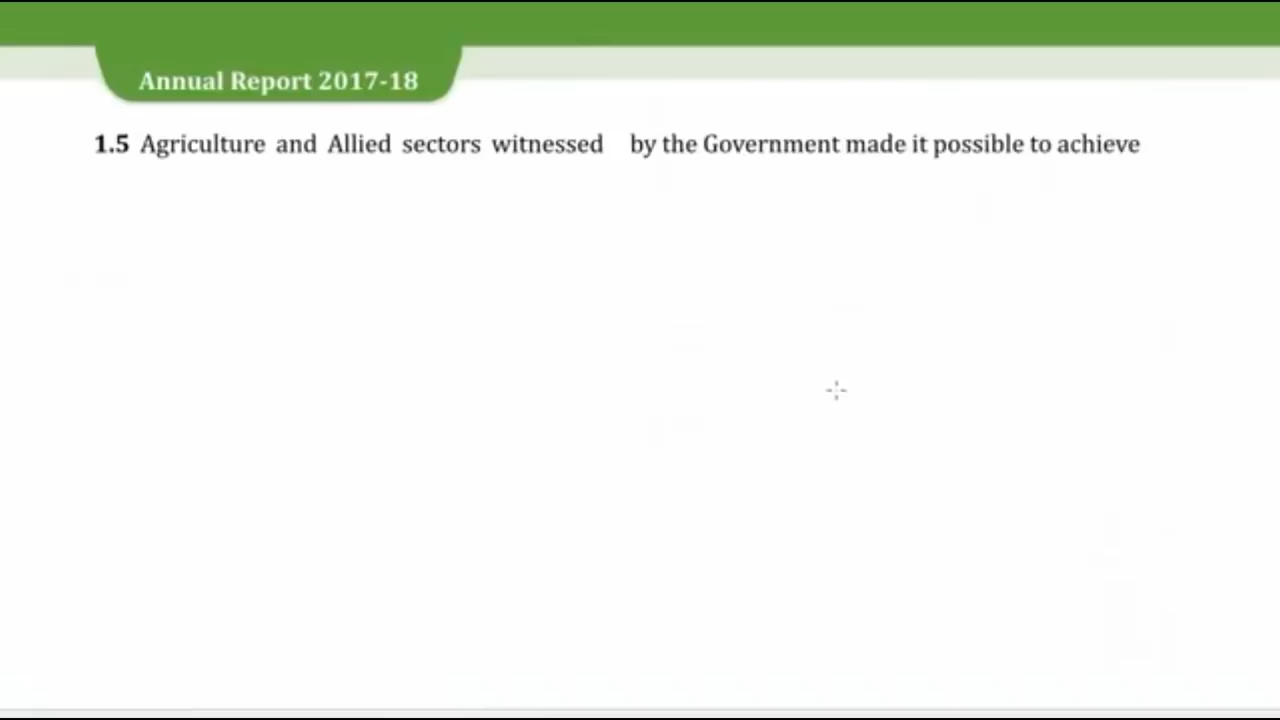 Annual Report 2017-18
1.5 Agriculture and Allied sectors witnessed
by the Government made it possible to achieve